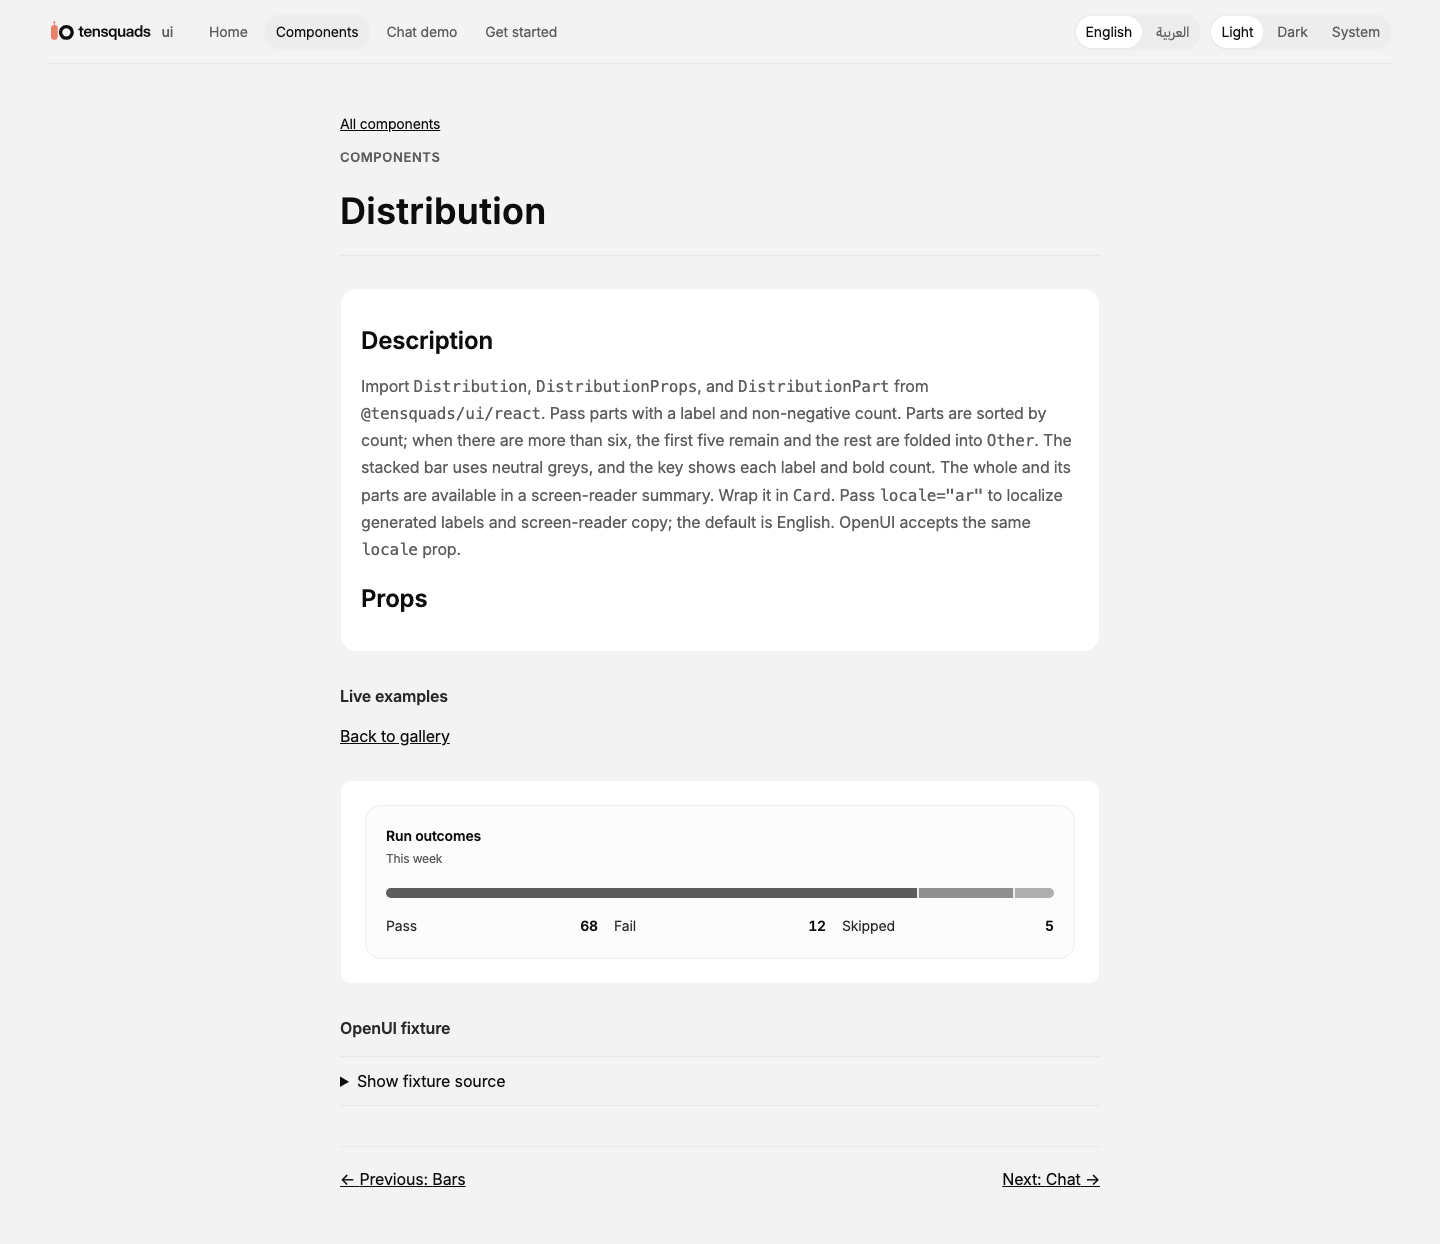 tensquads ui
Home
Components
Chat demo
Get started
English
العربية
Light
Dark
System
All components
COMPONENTS
Distribution
Description
Import Distribution, DistributionProps, and DistributionPart from
@tensquads/ui/react. Pass parts with a label and non-negative count. Parts are sorted by
count; when there are more than six, the first five remain and the rest are folded into Other. The
stacked bar uses neutral greys, and the key shows each label and bold count. The whole and its
parts are available in a screen-reader summary. Wrap it in Card. Pass locale="ar" to localize
generated labels and screen-reader copy; the default is English. OpenUI accepts the same
locale prop.
Props
Live examples
Back to gallery
Run outcomes
This week
Pass 68 Fail 12 Skipped 5
OpenUI fixture
▶ Show fixture source
← Previous: Bars
Next: Chat →